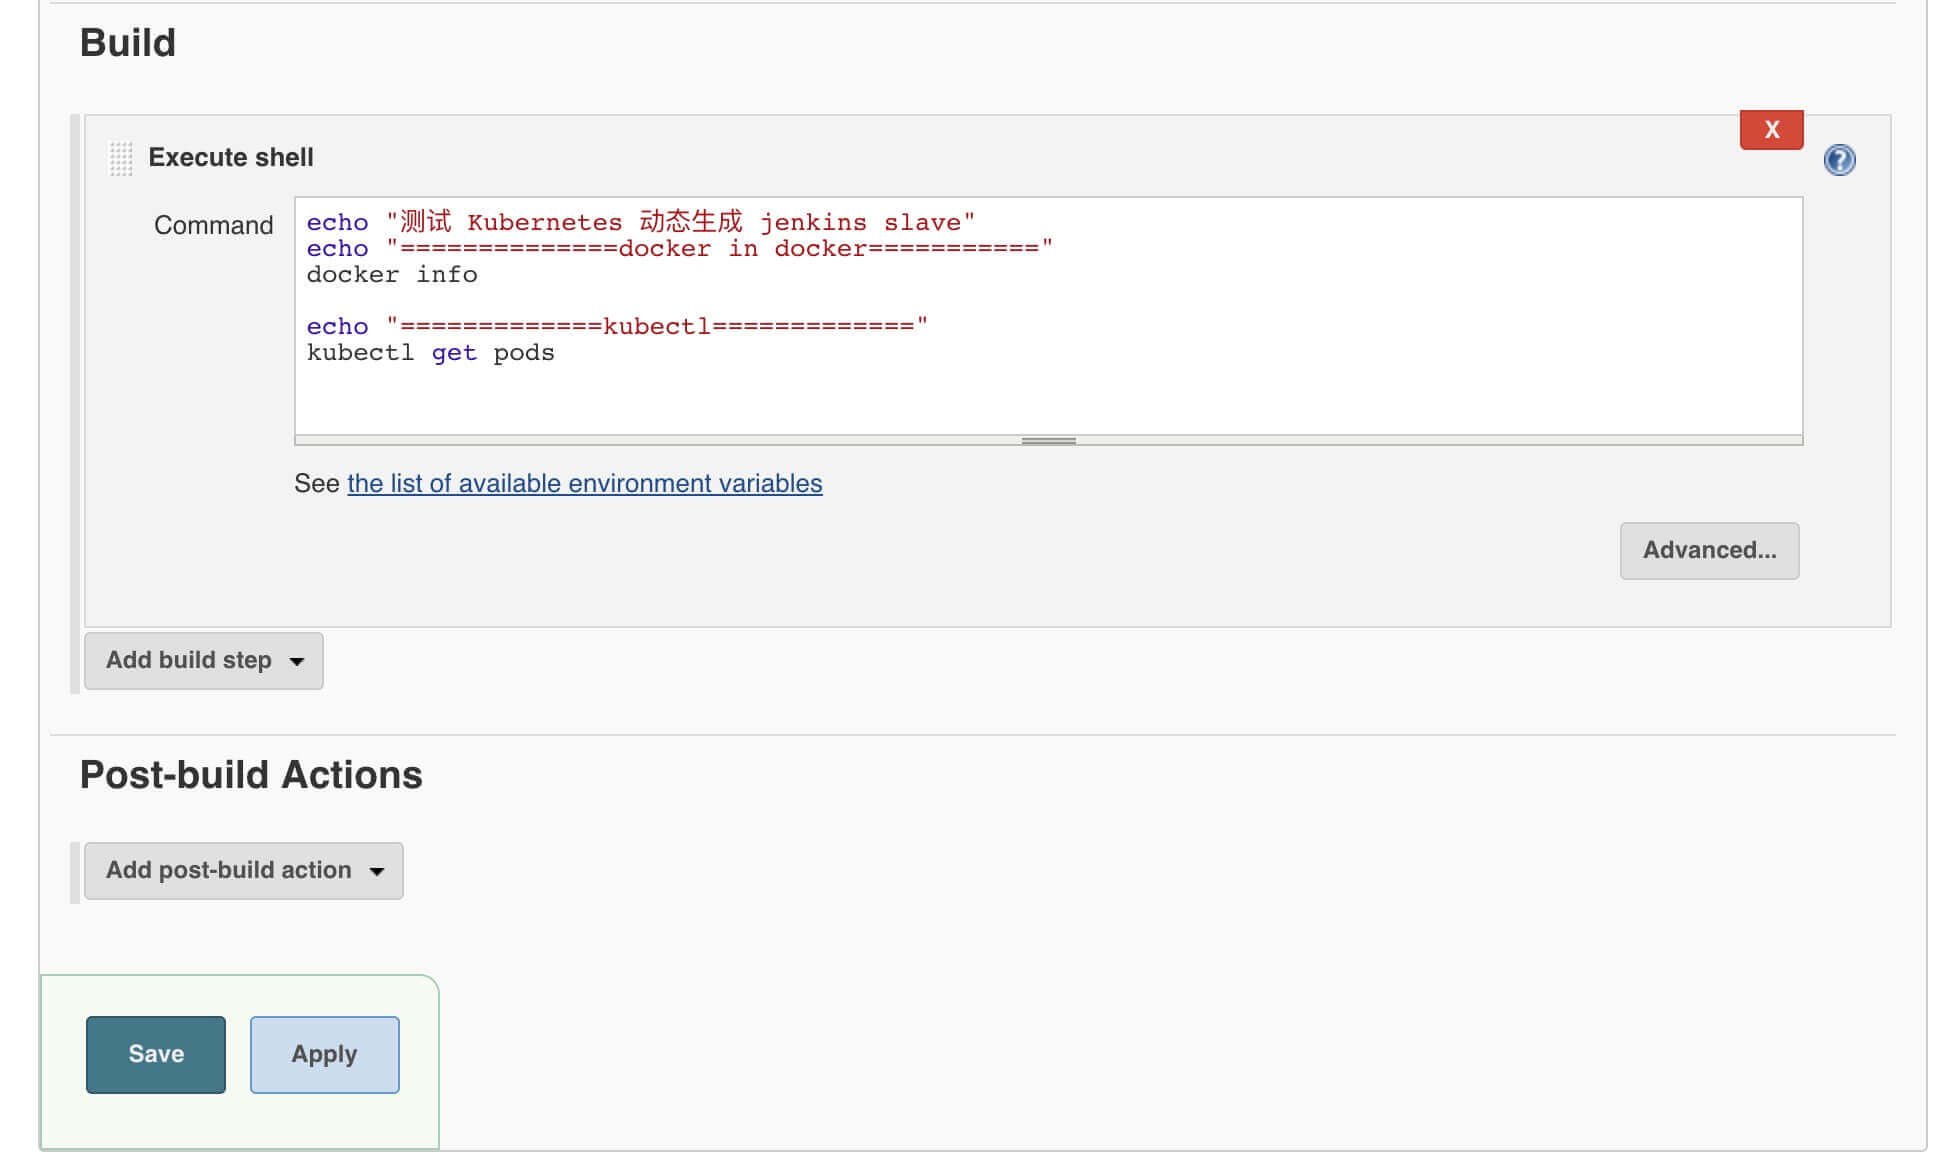 Build
X
Execute shell
?
Command
echo "测试 Kubernetes 动态生成 jenkins slave"
echo "==============docker in docker==========="
docker info
echo "=============kubectl============="
kubectl get pods
See the list of available environment variables
Advanced...
Add build step
Post-build Actions
Add post-build action
Save
Apply